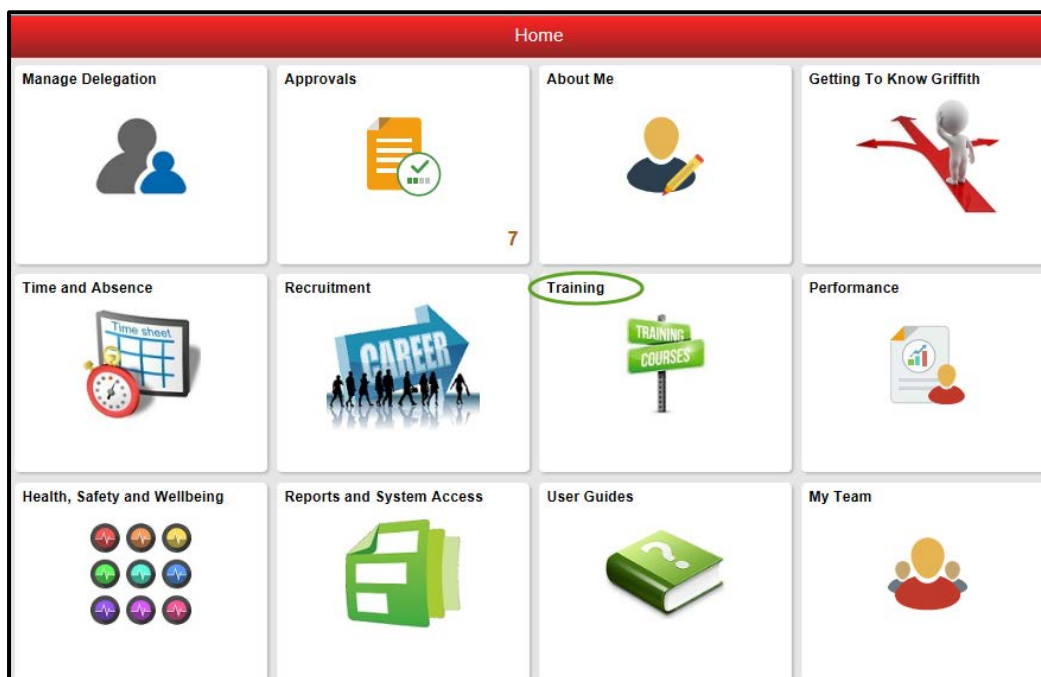 Home
Manage Delegation
Approvals
7
About Me
Getting To Know Griffith
Time and Absence
Time sheet
Recruitment
CAREER
Training
TRAINING
COURSES
Performance
Health, Safety and Wellbeing
Reports and System Access
User Guides
?
My Team